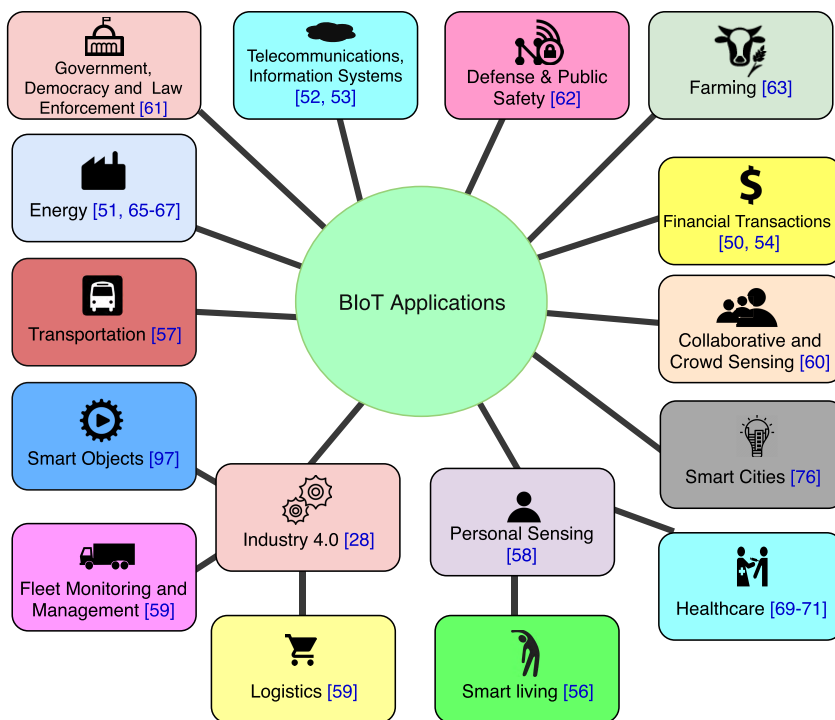 Government,
Democracy and Law
Enforcement [61]
Telecommunications,
Information Systems
[52, 53]
Defense & Public
Safety [62]
Farming [63]
Energy [51, 65-67]
Financial Transactions
[50, 54]
BIoT Applications
Transportation [57]
Collaborative and
Crowd Sensing [60]
Smart Objects [97]
Smart Cities [76]
Industry 4.0 [28]
Personal Sensing
[58]
Fleet Monitoring and
Management [59]
Healthcare [69-71]
Logistics [59]
Smart living [56]